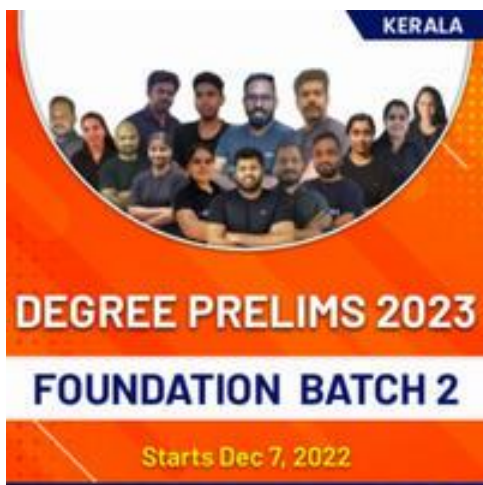 KERALA
DEGREE PRELIMS 2023
FOUNDATION BATCH 2
Starts Dec 7, 2022